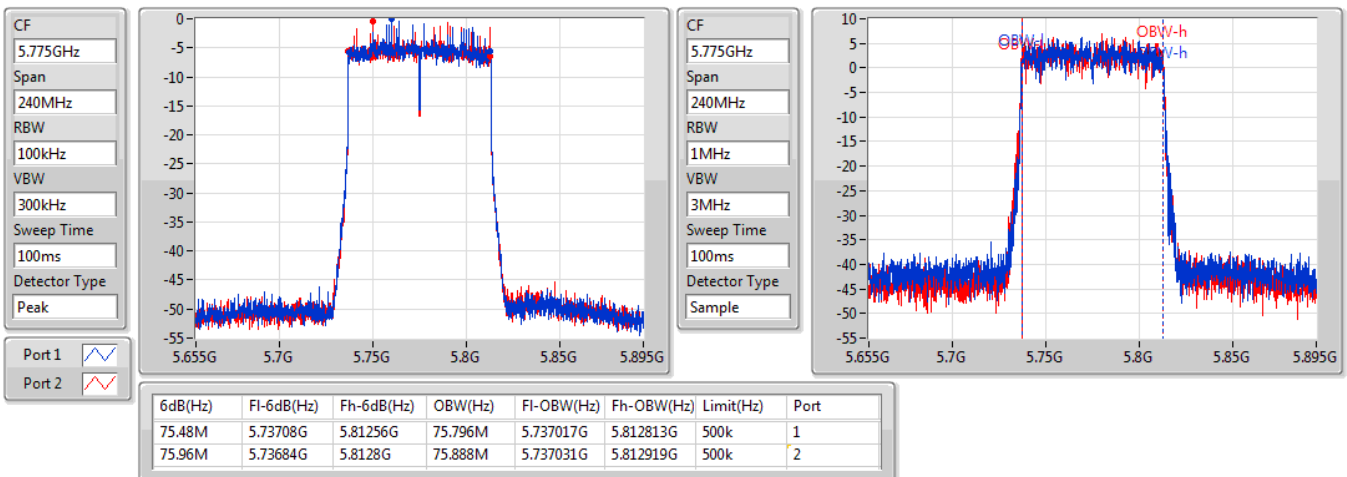 CF
5.775GHz
Span
240MHz
RBW
100kHz
VBW
300kHz
Sweep Time
100ms
Detector Type
Peak
Port 1
Port 2
0
-5
-10
-15
-20
-25
-30
-35
-40
-45
-50
-55
5.655G 5.7G 5.75G 5.8G 5.85G 5.895G
CF
5.775GHz
Span
240MHz
RBW
1MHz
VBW
3MHz
Sweep Time
100ms
Detector Type
Sample
10
5
0
-5
-10
-15
-20
-25
-30
-35
-40
-45
-50
-55
OBW-h
5.655G 5.7G 5.75G 5.8G 5.85G 5.895G
6dB(Hz) Fl-6dB(Hz) Fh-6dB(Hz) OBW(Hz) Fl-OBW(Hz) Fh-OBW(Hz) Limit(Hz) Port
75.48M 5.73708G 5.81256G 75.796M 5.737017G 5.812813G 500k 1
75.96M 5.73684G 5.8128G 75.888M 5.737031G 5.812919G 500k 2